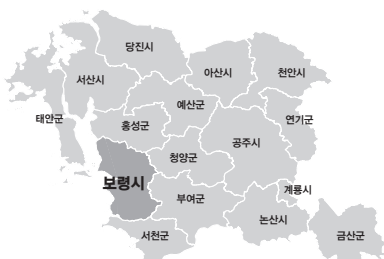 당진시
아산시
천안시
서산시
예산군
태안군
연기군
홍성군
공주시
청양군
보령시
계룡시
부여군
논산시
서천군
금산군